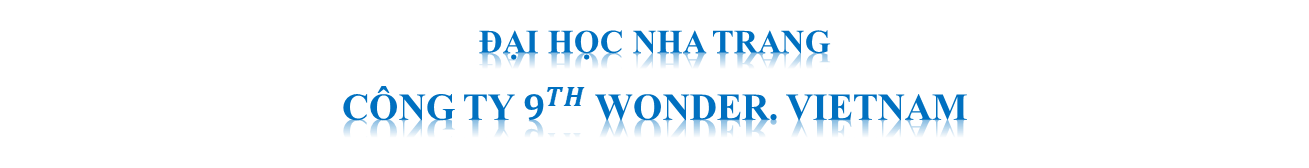 ĐẠI HỌC NHA TRANG
CÔNG TY 9TH WONDER. VIETNAM